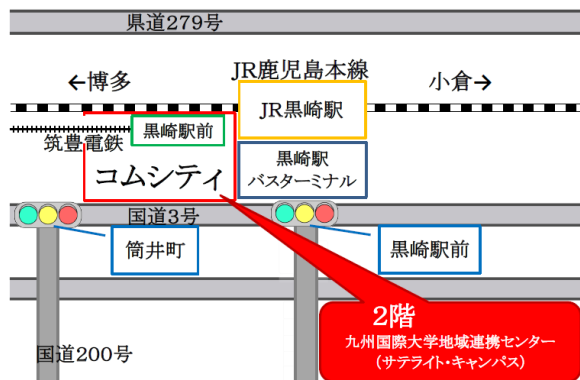 県道279号
JR鹿児島本線
←博多
小倉→
JR黒崎駅
黒崎駅前
筑豊電鉄
コムシティ
黒崎駅
バスターミナル
国道3号
筒井町
黒崎駅前
2階
九州国際大学地域連携センター
(サテライト・キャンパス)
国道200号